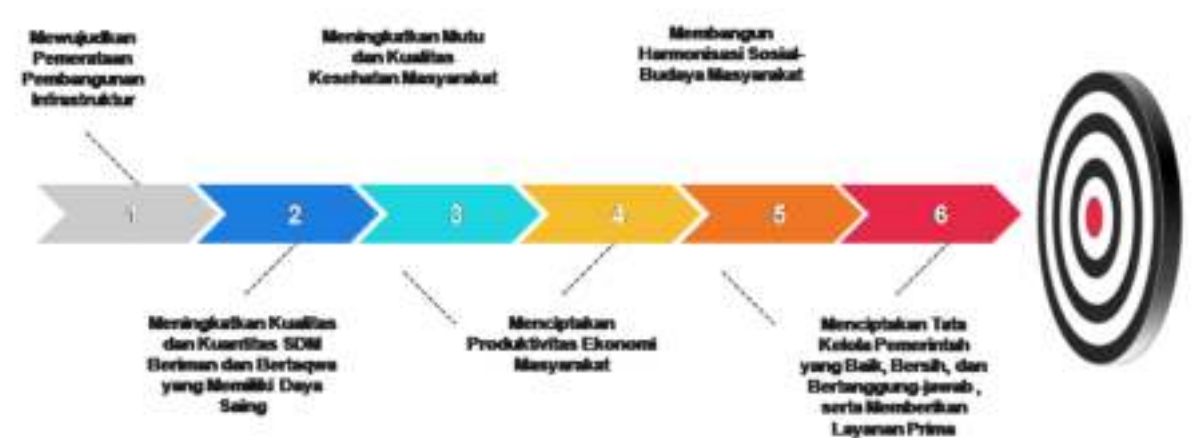 Mewujudkan
Pemerataan
Pembangunan
Infrastruktur
Meningkatkan Mutu
dan Kualitas
Kesehatan Masyarakat
Membangun
Harmonisasi Sosial-
Budaya Masyarakat
1
2
3
4
5
6
Meningkatkan Kualitas
dan Kuantitas SDM
Beriman dan Bertaqwa
yang Memiliki Daya
Saing
Menciptakan
Produktivitas Ekonomi
Masyarakat
Menciptakan Tata
Kelola Pemerintah
yang Baik, Bersih, dan
Bertanggung-jawab ,
serta Memberikan
Layanan Prima